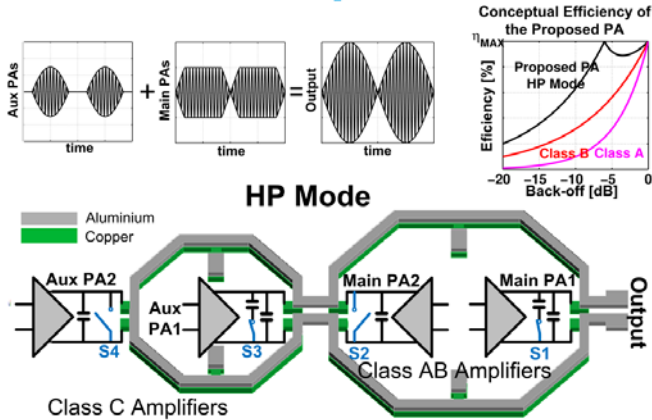 Conceptual Efficiency of
the Proposed PA
Aux PAs
time
+
Main PAs
time
=
Output
time
ηMAX
Eficiency [%]
Proposed PA
HP Mode
Class B
Class A
−20 −15 −10 −5 0
Back-off [dB]
HP Mode
Aluminium
Copper
Aux PA2
S4
Aux
PA1
S3
Main PA2
S2
Main PA1
S1
Output
Class C Amplifiers
Class AB Amplifiers